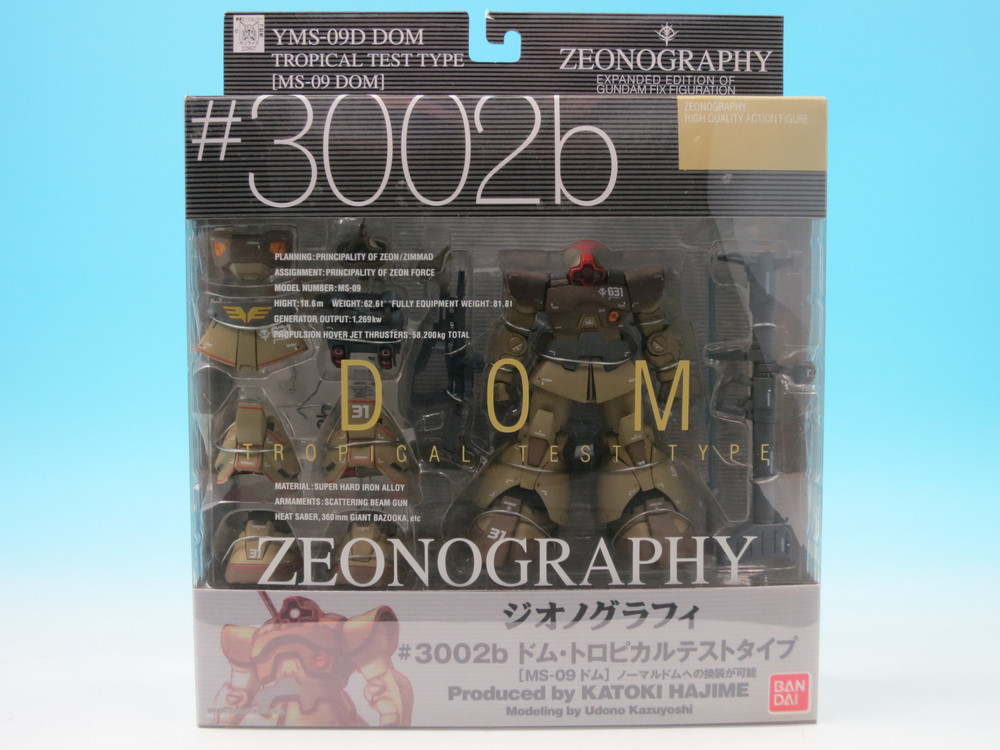 YMS-09D DOM
TROPICAL TEST TYPE
[MS-09 DOM]
ZEONOGRAPHY
EXPANDED EDITION OF
GUNDAM FIX FIGURATION
#3002b
ZEONOGRAPHY
HIGH QUALITY ACTION FIGURE
PLANNING:PRINCIPALITY OF ZEON/ZIMMAD
ASSIGNMENT:PRINCIPALITY OF ZEON FORCE
MODEL NUMBER:MS-09
HIGHT:18.6m WEIGHT:62.6t FULLY EQUIPMENT WEIGHT:81.8t
GENERATOR OUTPUT:1,269kw
PROPULSION HOVER JET THRUSTERS:58.200kg TOTAL
631
DOM
31
TROPICAL TEST TYPE
MATERIAL:SUPER HARD IRON ALLOY
ARMAMENTS:SCATTERING BEAM GUN
HEAT SABER, 360mm GIANT BAZOOKA, etc
31
31
ZEONOGRAPHY
ジオノグラフィ
#3002b ドム・トロピカルテストタイプ
[MS-09 ドム] ノーマルドムへの換装が可能
Produced by KATOKI HAJIME
Modeling by Udono Kazuyoshi
BAN
DAI